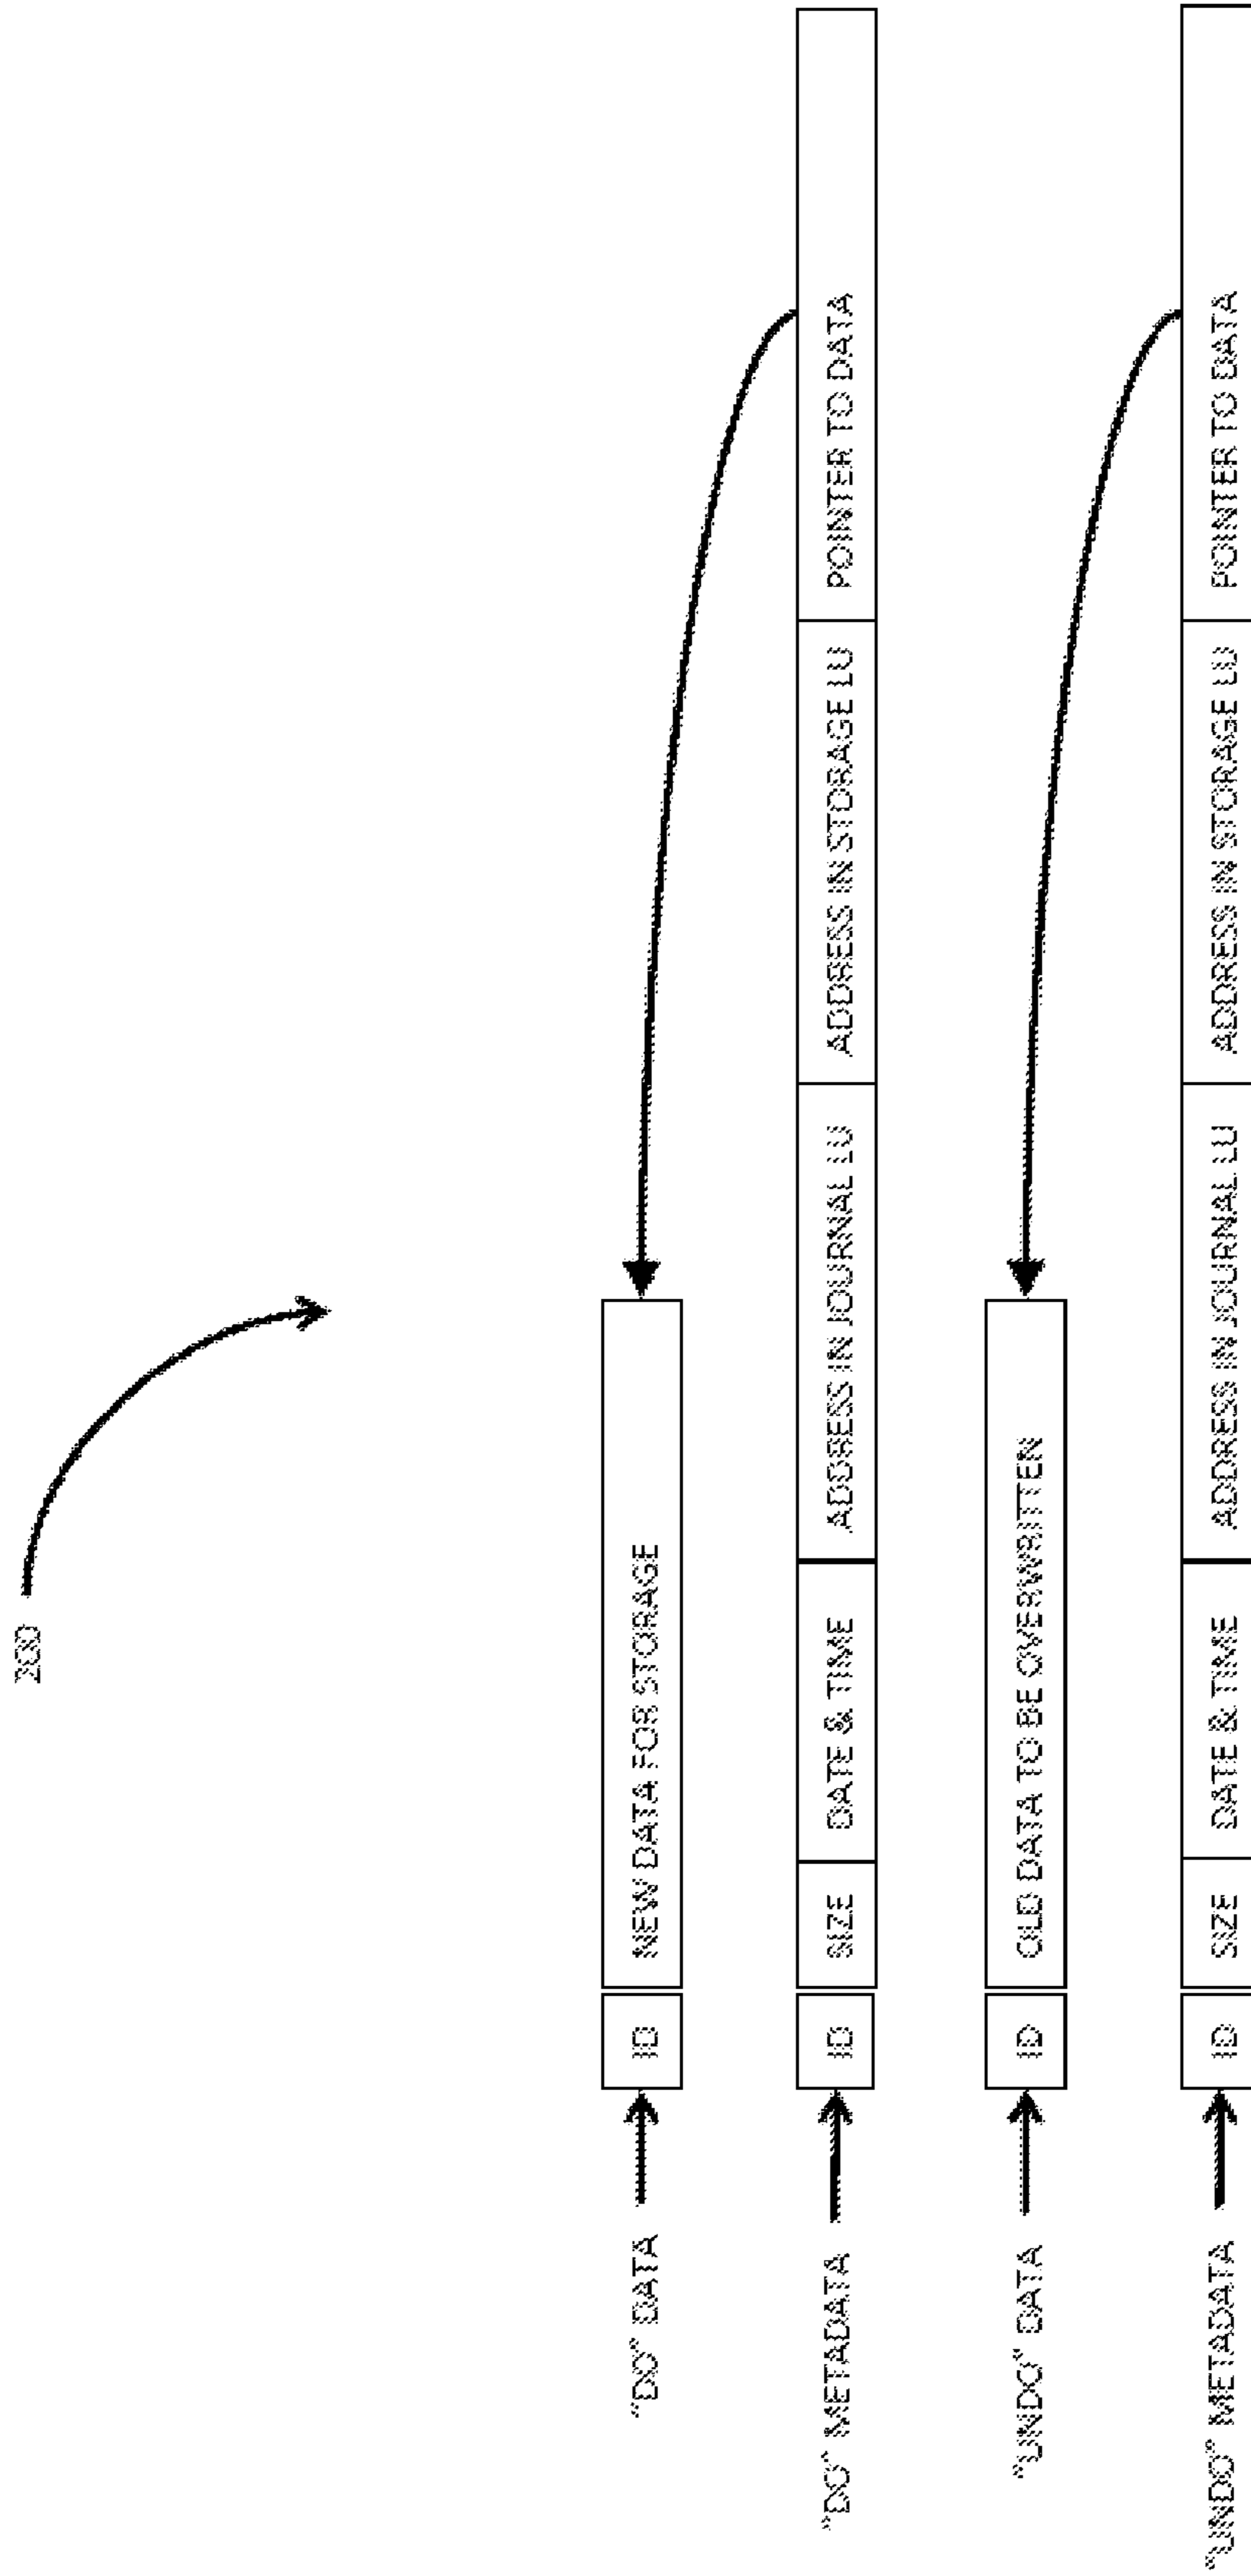 200
"DO" DATA
ID
NEW DATA FOR STORAGE
"DO" METADATA
ID
SIZE
DATE & TIME
ADDRESS IN JOURNAL LU
ADDRESS IN STORAGE LU
POINTER TO DATA
"UNDO" DATA
ID
OLD DATA TO BE OVERWRITTEN
"UNDO" METADATA
ID
SIZE
DATE & TIME
ADDRESS IN JOURNAL LU
ADDRESS IN STORAGE LU
POINTER TO DATA